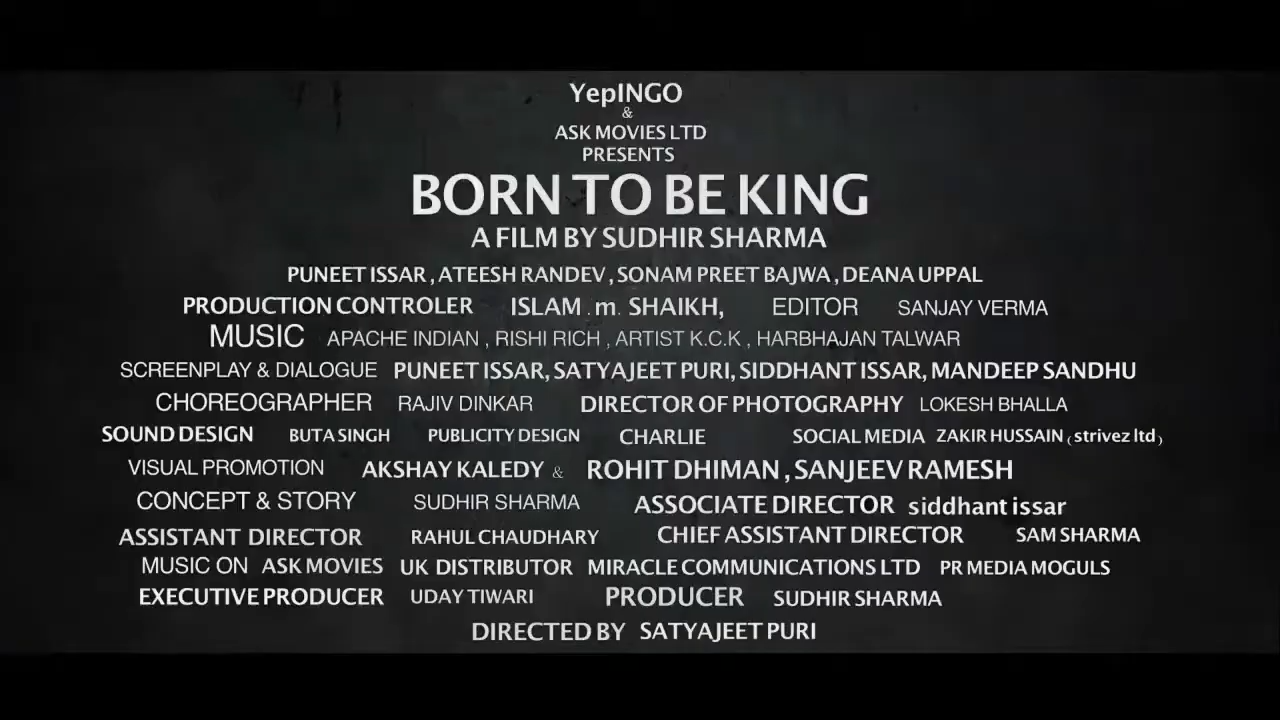 YepINGO
&
ASK MOVIES LTD
PRESENTS
BORN TO BE KING
A FILM BY SUDHIR SHARMA
PUNEET ISSAR, ATEESH RANDEV, SONAM PREET BAJWA, DEANA UPPAL
PRODUCTION CONTROLER ISLAM .m. SHAIKH, EDITOR SANJAY VERMA
MUSIC APACHE INDIAN, RISHI RICH, ARTIST K.C.K, HARBHAJAN TALWAR
SCREENPLAY & DIALOGUE PUNEET ISSAR, SATYAJEET PURI, SIDDHANT ISSAR, MANDEEP SANDHU
CHOREOGRAPHER RAJIV DINKAR DIRECTOR OF PHOTOGRAPHY LOKESH BHALLA
SOUND DESIGN BUTA SINGH PUBLICITY DESIGN CHARLIE SOCIAL MEDIA ZAKIR HUSSAIN (strivez ltd)
VISUAL PROMOTION AKSHAY KALEDY & ROHIT DHIMAN, SANJEEV RAMESH
CONCEPT & STORY SUDHIR SHARMA ASSOCIATE DIRECTOR siddhant issar
ASSISTANT DIRECTOR RAHUL CHAUDHARY CHIEF ASSISTANT DIRECTOR SAM SHARMA
MUSIC ON ASK MOVIES UK DISTRIBUTOR MIRACLE COMMUNICATIONS LTD PR MEDIA MOGULS
EXECUTIVE PRODUCER UDAY TIWARI PRODUCER SUDHIR SHARMA
DIRECTED BY SATYAJEET PURI